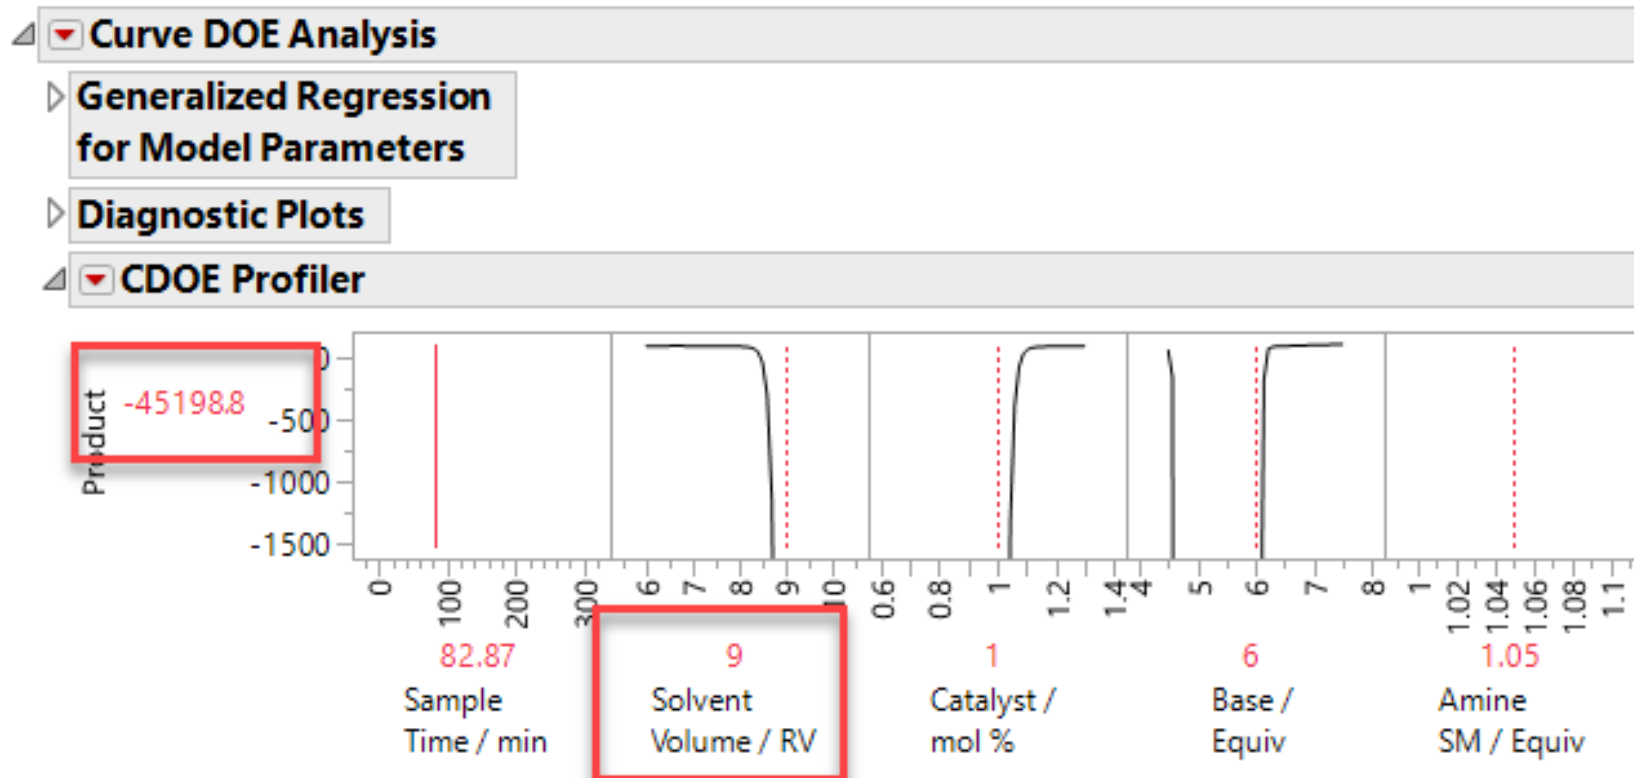 Curve DOE Analysis
Generalized Regression
for Model Parameters
Diagnostic Plots
CDOE Profiler
Product
-45198.8
0
-500
-1000
-1500
0 100 200 300
6 7 8 9 10
0.6 0.8 1 1.2 1.4
4 5 6 7 8
1 1.02 1.04 1.06 1.08 1.1
82.87 9 1 6 1.05
Sample Solvent Catalyst / Base / Amine
Time / min Volume / RV mol % Equiv SM / Equiv